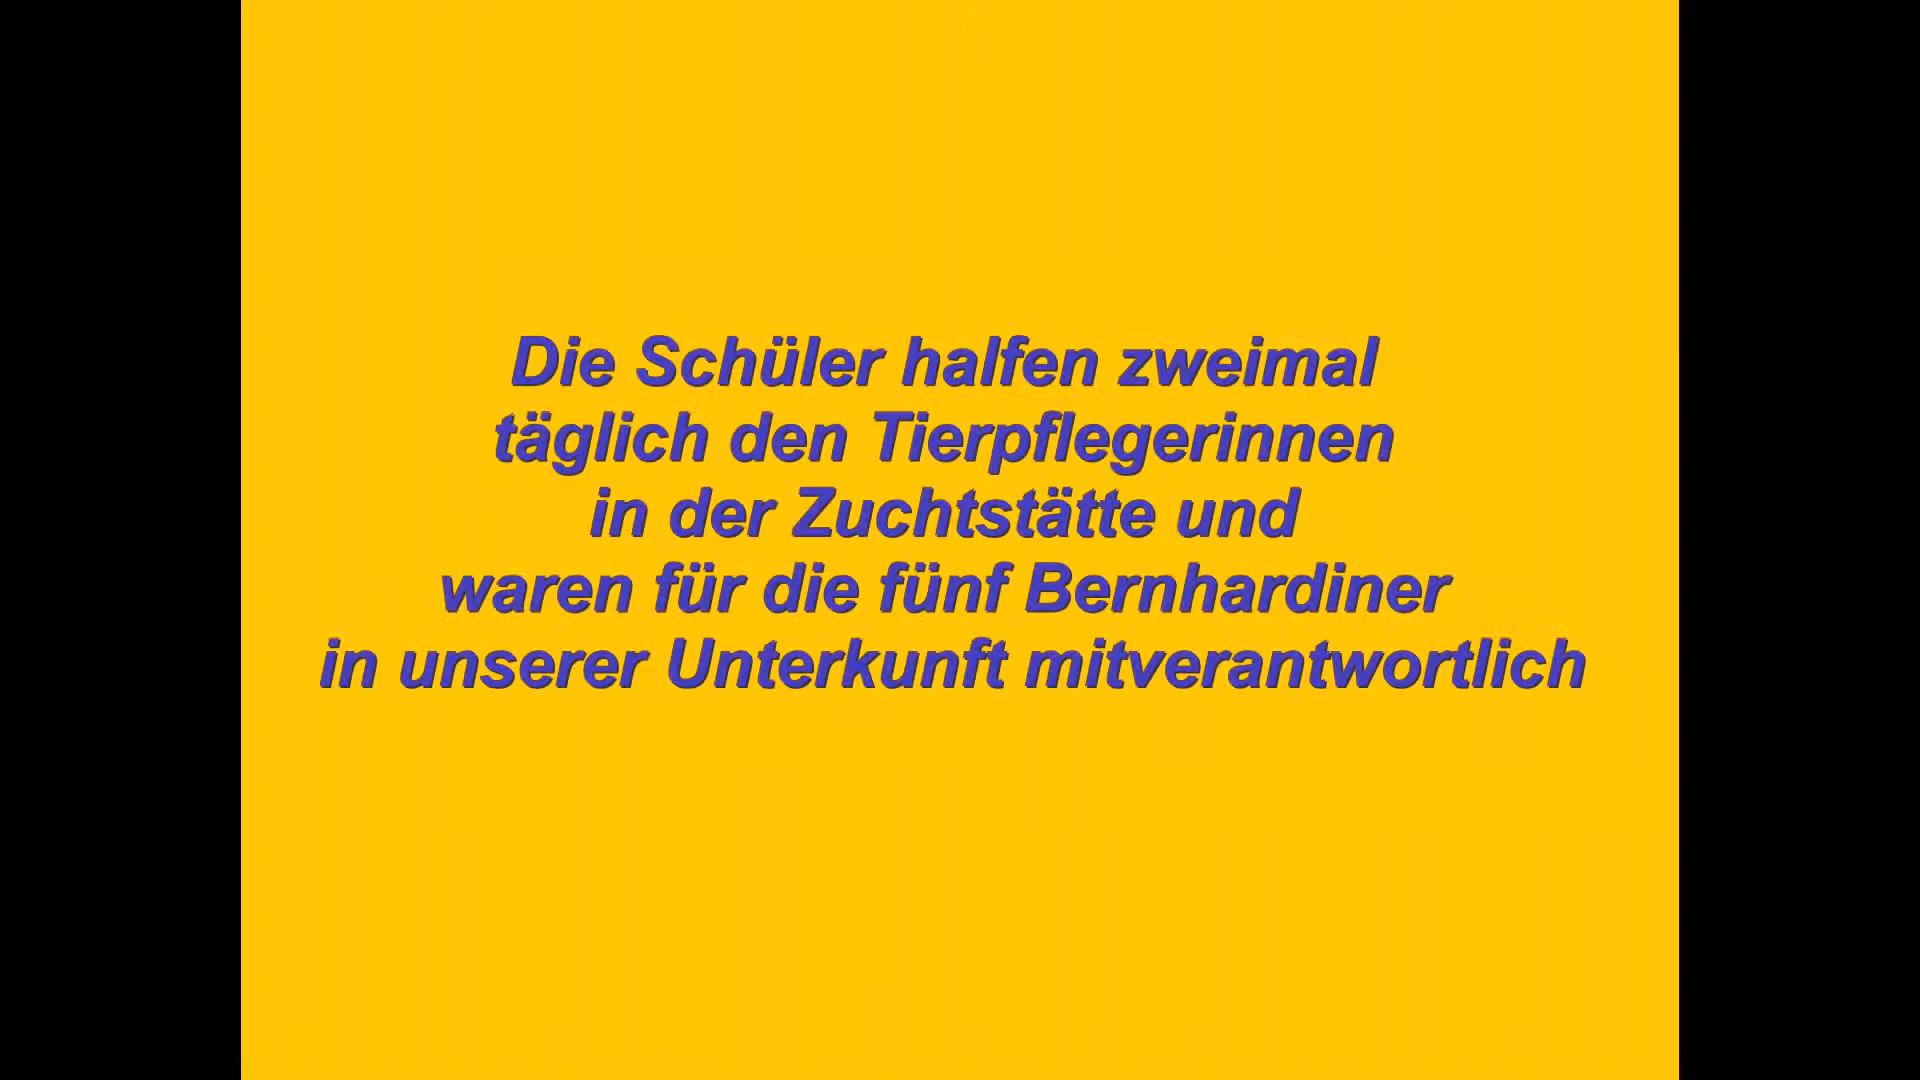 Die Schüler halfen zweimal
täglich den Tierpflegerinnen
in der Zuchtstätte und
waren für die fünf Bernhardiner
in unserer Unterkunft mitverantwortlich